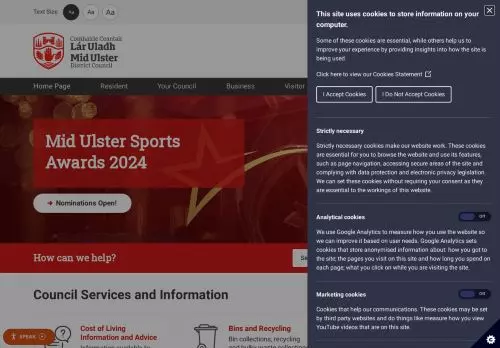 Text Size
Aa
Aa
Aa
Comhairle Ceantair
Lár Uladh
Mid Ulster
District Council
Home Page
Resident
Your Council
Business
Visitor
Mid Ulster Sports
Awards 2024
Nominations Open!
How can we help?
Se
Council Services and Information
Cost of Living
Information and Advice
Bins and Recycling
Bin collections, recycling
SPEAK
This site uses cookies to store information on your
computer.
Some of these cookies are essential, while others help us to
improve your experience by providing insights into how the site is
being used.
Click here to view our Cookies Statement
I Accept Cookies
I Do Not Accept Cookies
Strictly necessary
Strictly necessary cookies make our website work. These cookies
are essential for you to browse the website and use its features,
such as page navigation, accessing secure areas of the site and
complying with data protection and electronic privacy legislation.
We can set these cookies without requiring your consent as they
are essential to the workings of this website.
Analytical cookies
Off
We use Google Analytics to measure how you use the website so
we can improve it based on user needs. Google Analytics sets
cookies that store anonymised information about: how you got to
the site; the pages you visit on this site and how long you spend on
each page; what you click on while you are visiting the site.
Marketing cookies
Off
Cookies that help our communications. These cookies may be set
by third party websites and do things like measure how you view
YouTube videos that are on this site.